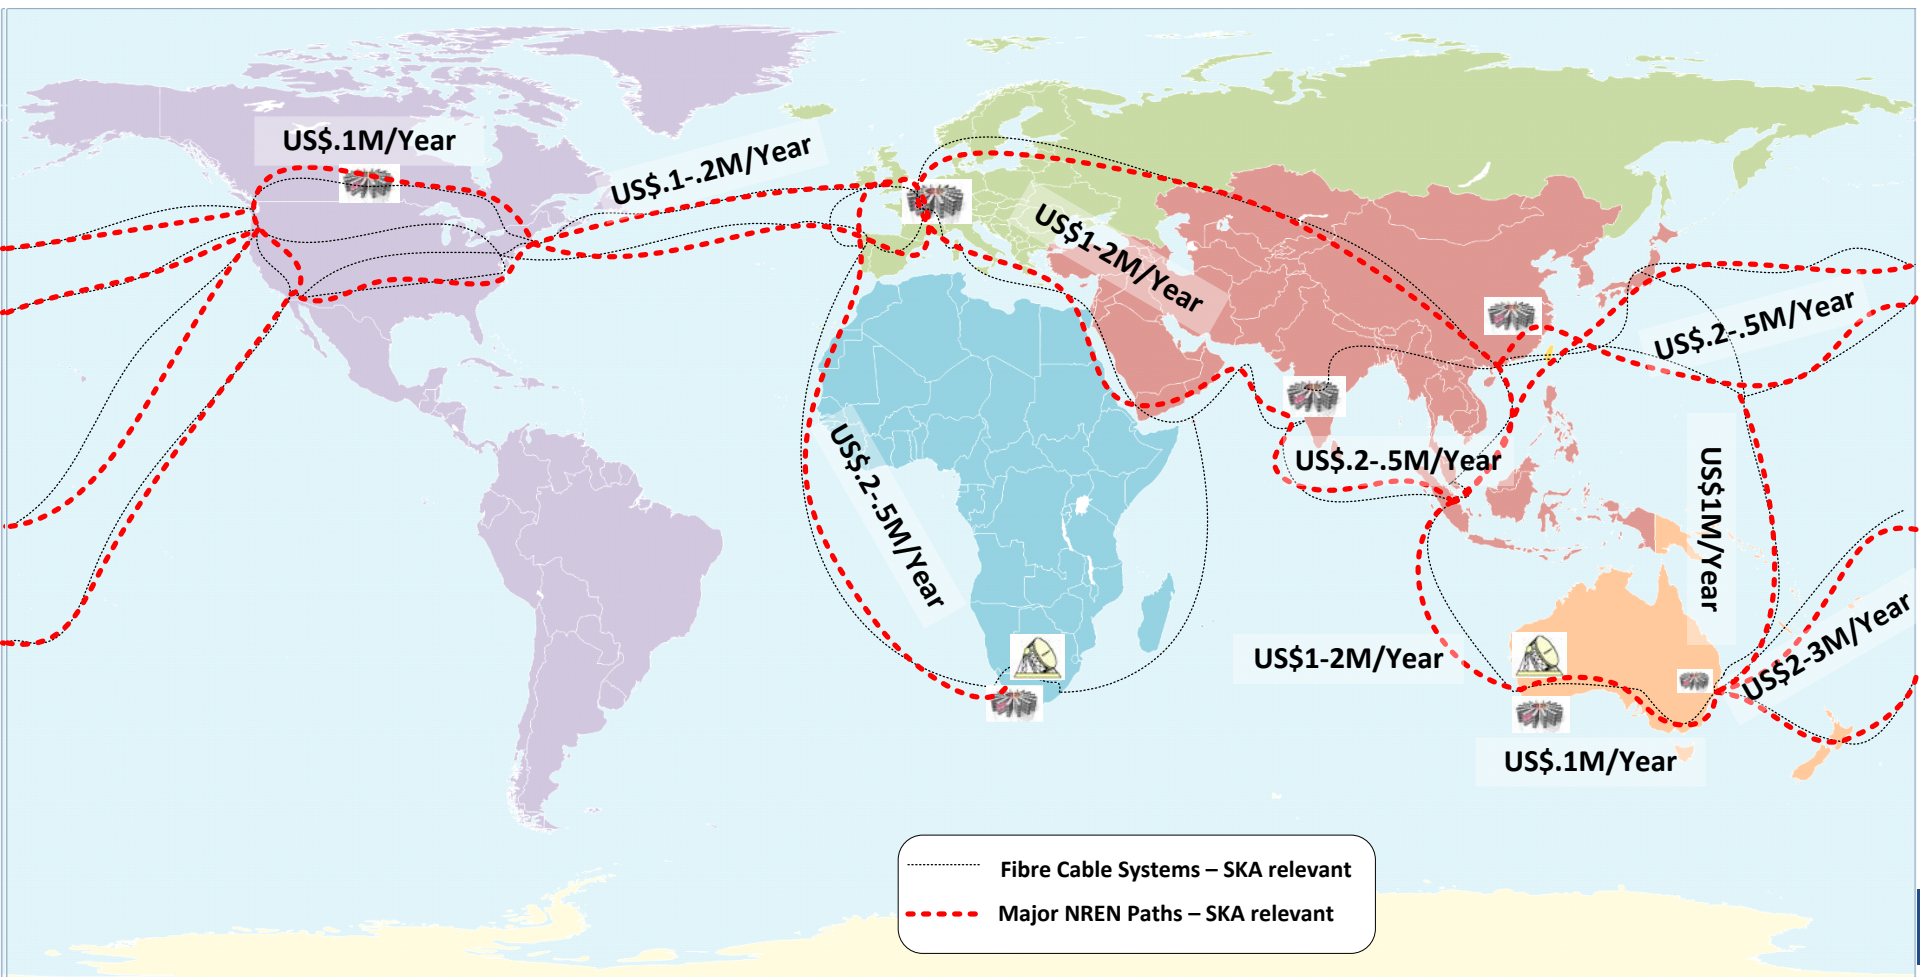 US$.1M/Year
US$.1-.2M/Year
US$1-2M/Year
US$.2-.5M/Year
US$.2-.5M/Year
US$.2-.5M/Year
US$1M/Year
US$1-2M/Year
US$2-3M/Year
US$.1M/Year
Fibre Cable Systems – SKA relevant
Major NREN Paths – SKA relevant